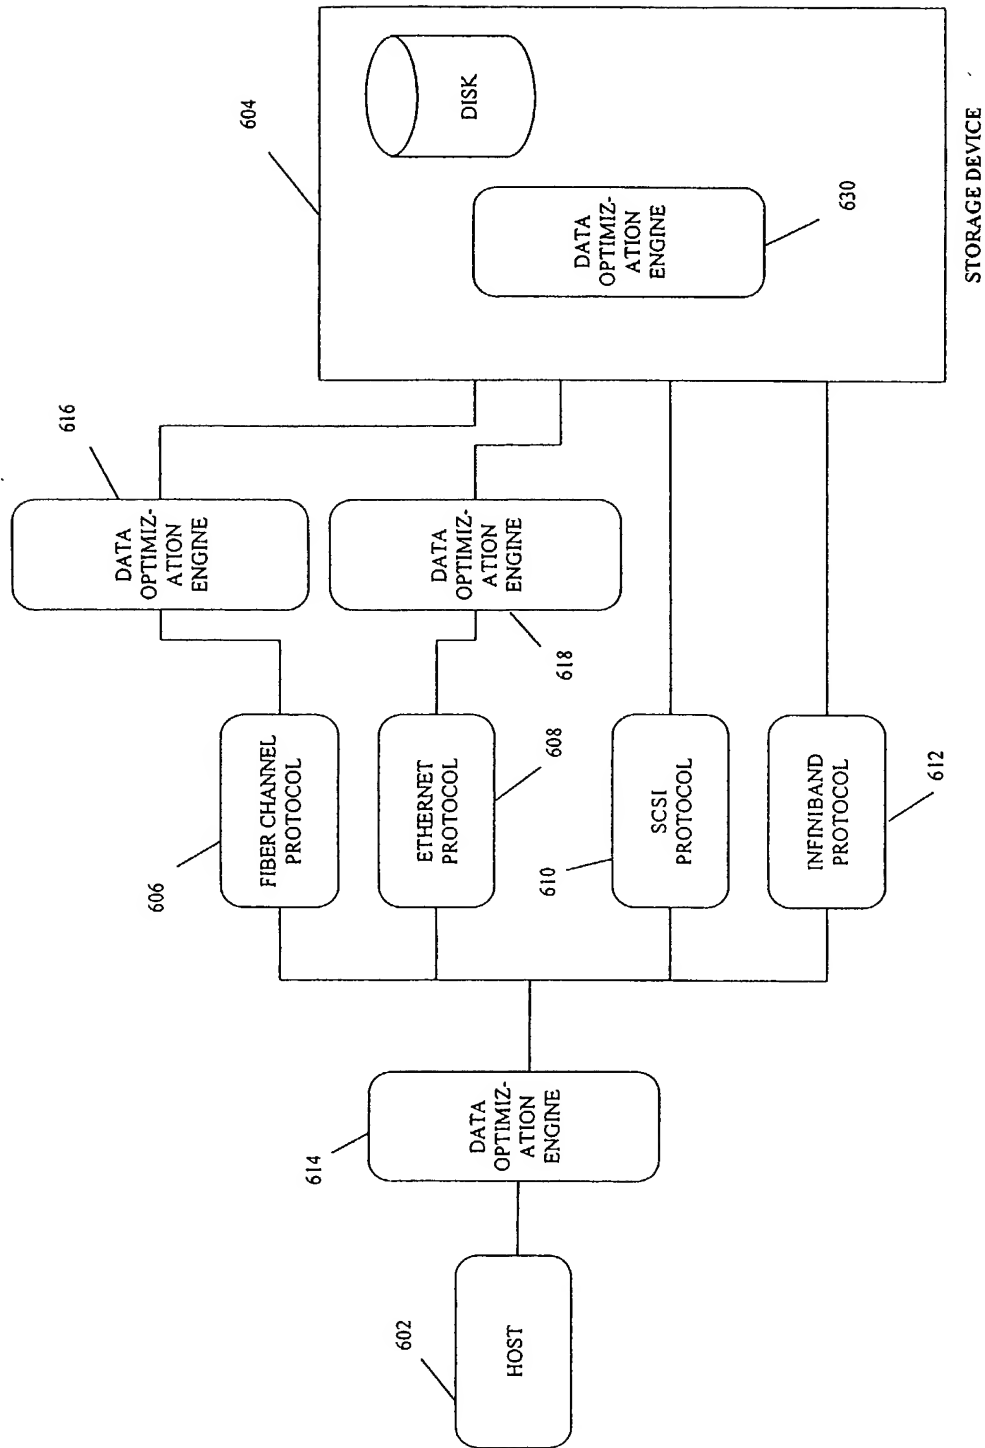 602
HOST
614
DATA
OPTIMIZ-
ATION
ENGINE
606
FIBER CHANNEL
PROTOCOL
ETHERNET
PROTOCOL
608
610
SCSI
PROTOCOL
INFINIBAND
PROTOCOL
612
616
DATA
OPTIMIZ-
ATION
ENGINE
DATA
OPTIMIZ-
ATION
ENGINE
618
604
DISK
DATA
OPTIMIZ-
ATION
ENGINE
630
STORAGE DEVICE